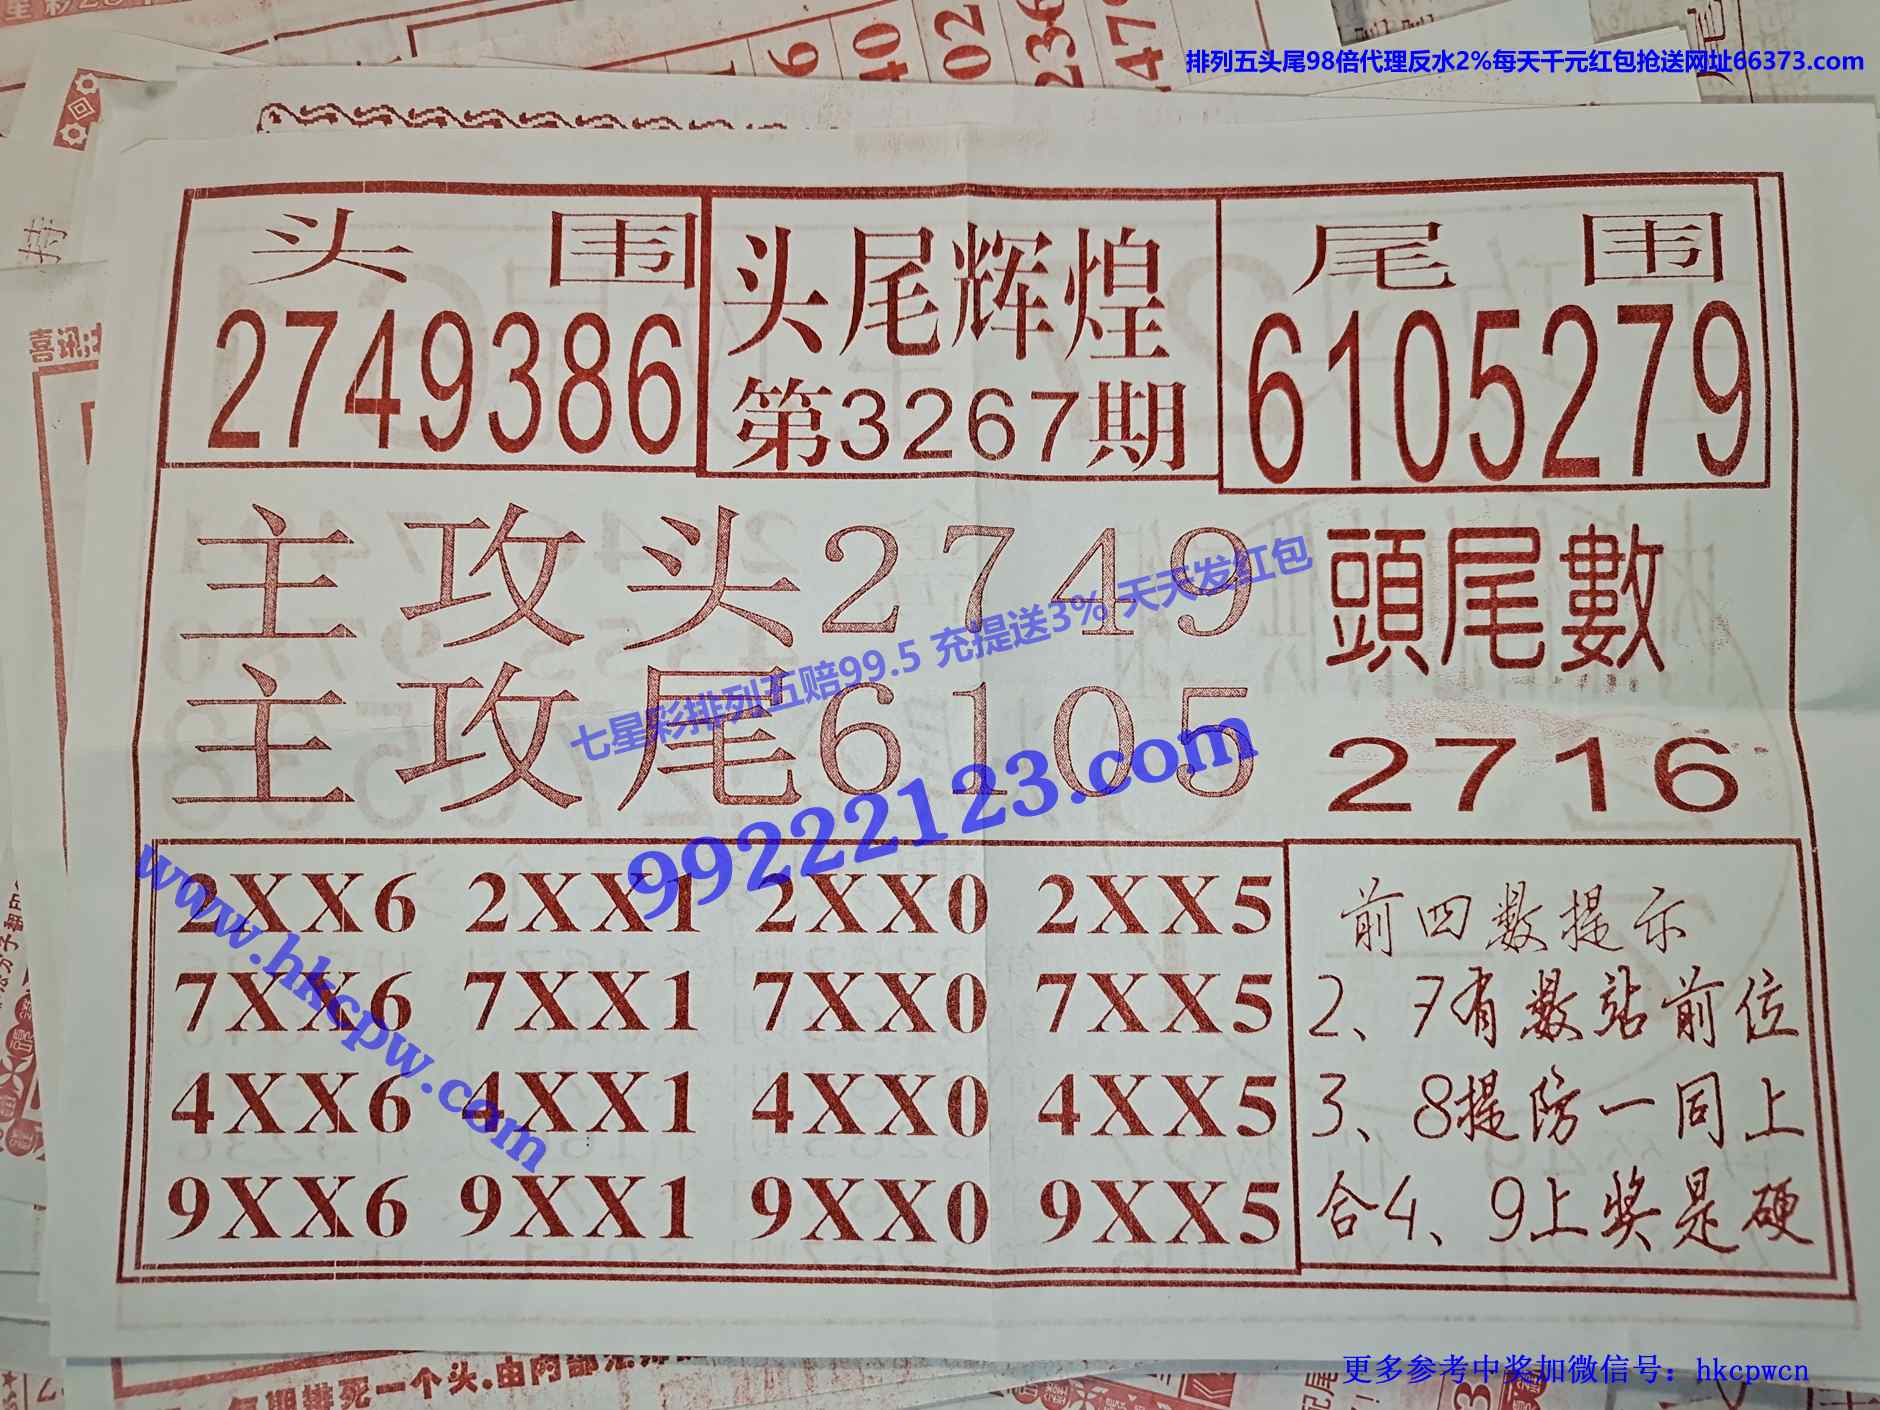 排列五头尾98倍代理反水2%每天千元红包抢送网址66373.com
头围
2749386
头尾辉煌
第3267期
尾围
6105279
主攻头2749
主攻尾6105
頭尾數
2716
七星彩排列五赔99.5 充提送3% 天天发红包
99222123.com
www.hkcpw.com
2XX6 2XX1 2XX0 2XX5
7XX6 7XX1 7XX0 7XX5
4XX6 4XX1 4XX0 4XX5
9XX6 9XX1 9XX0 9XX5
前四数提示
2、7有数站前位
3、8提防一同上
合4、9上奖是硬
更多参考中奖加微信号：hkcpwcn